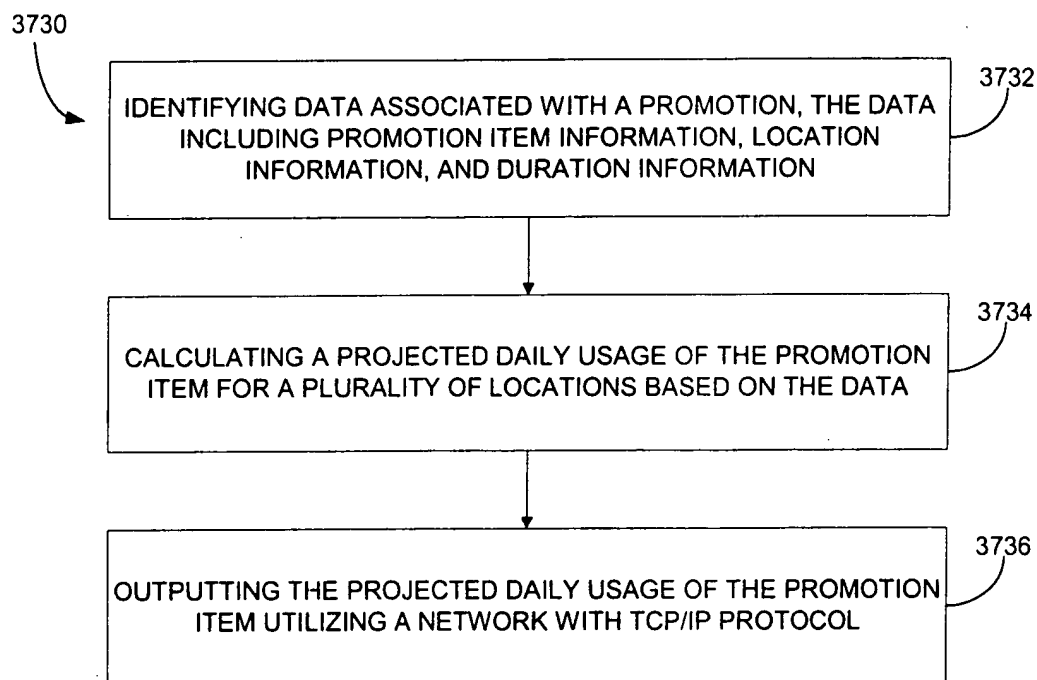 3730
3732
IDENTIFYING DATA ASSOCIATED WITH A PROMOTION, THE DATA
INCLUDING PROMOTION ITEM INFORMATION, LOCATION
INFORMATION, AND DURATION INFORMATION
3734
CALCULATING A PROJECTED DAILY USAGE OF THE PROMOTION
ITEM FOR A PLURALITY OF LOCATIONS BASED ON THE DATA
3736
OUTPUTTING THE PROJECTED DAILY USAGE OF THE PROMOTION
ITEM UTILIZING A NETWORK WITH TCP/IP PROTOCOL